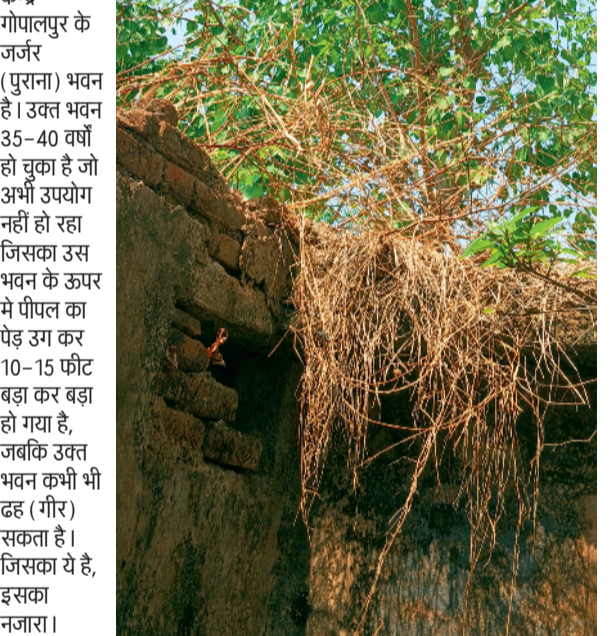 गोपालपुर के
जर्जर
(पुराना) भवन
है। उक्त भवन
35-40 वर्षों
हो चुका है जो
अभी उपयोग
नहीं हो रहा
जिसका उस
भवन के ऊपर
मे पीपल का
पेड़ उग कर
10-15 फीट
बड़ा कर बड़ा
हो गया है,
जबकि उक्त
भवन कभी भी
ढह (गीर)
सकता है।
जिसका ये है,
इसका
नजारा।